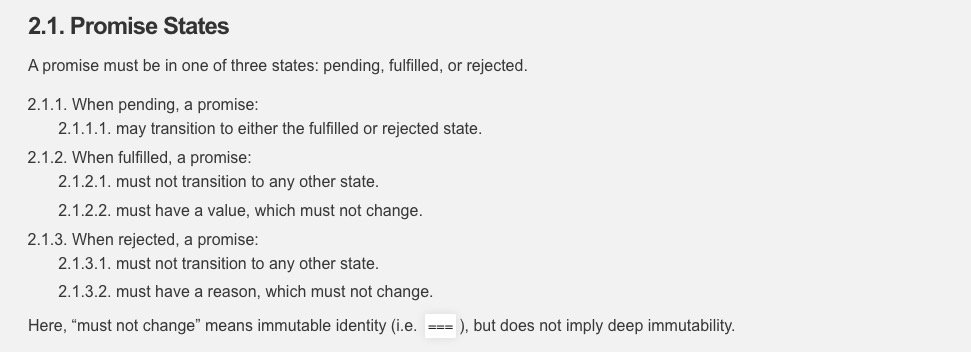 2.1. Promise States
A promise must be in one of three states: pending, fulfilled, or rejected.
2.1.1. When pending, a promise:
2.1.1.1. may transition to either the fulfilled or rejected state.
2.1.2. When fulfilled, a promise:
2.1.2.1. must not transition to any other state.
2.1.2.2. must have a value, which must not change.
2.1.3. When rejected, a promise:
2.1.3.1. must not transition to any other state.
2.1.3.2. must have a reason, which must not change.
Here, “must not change” means immutable identity (i.e. === ), but does not imply deep immutability.